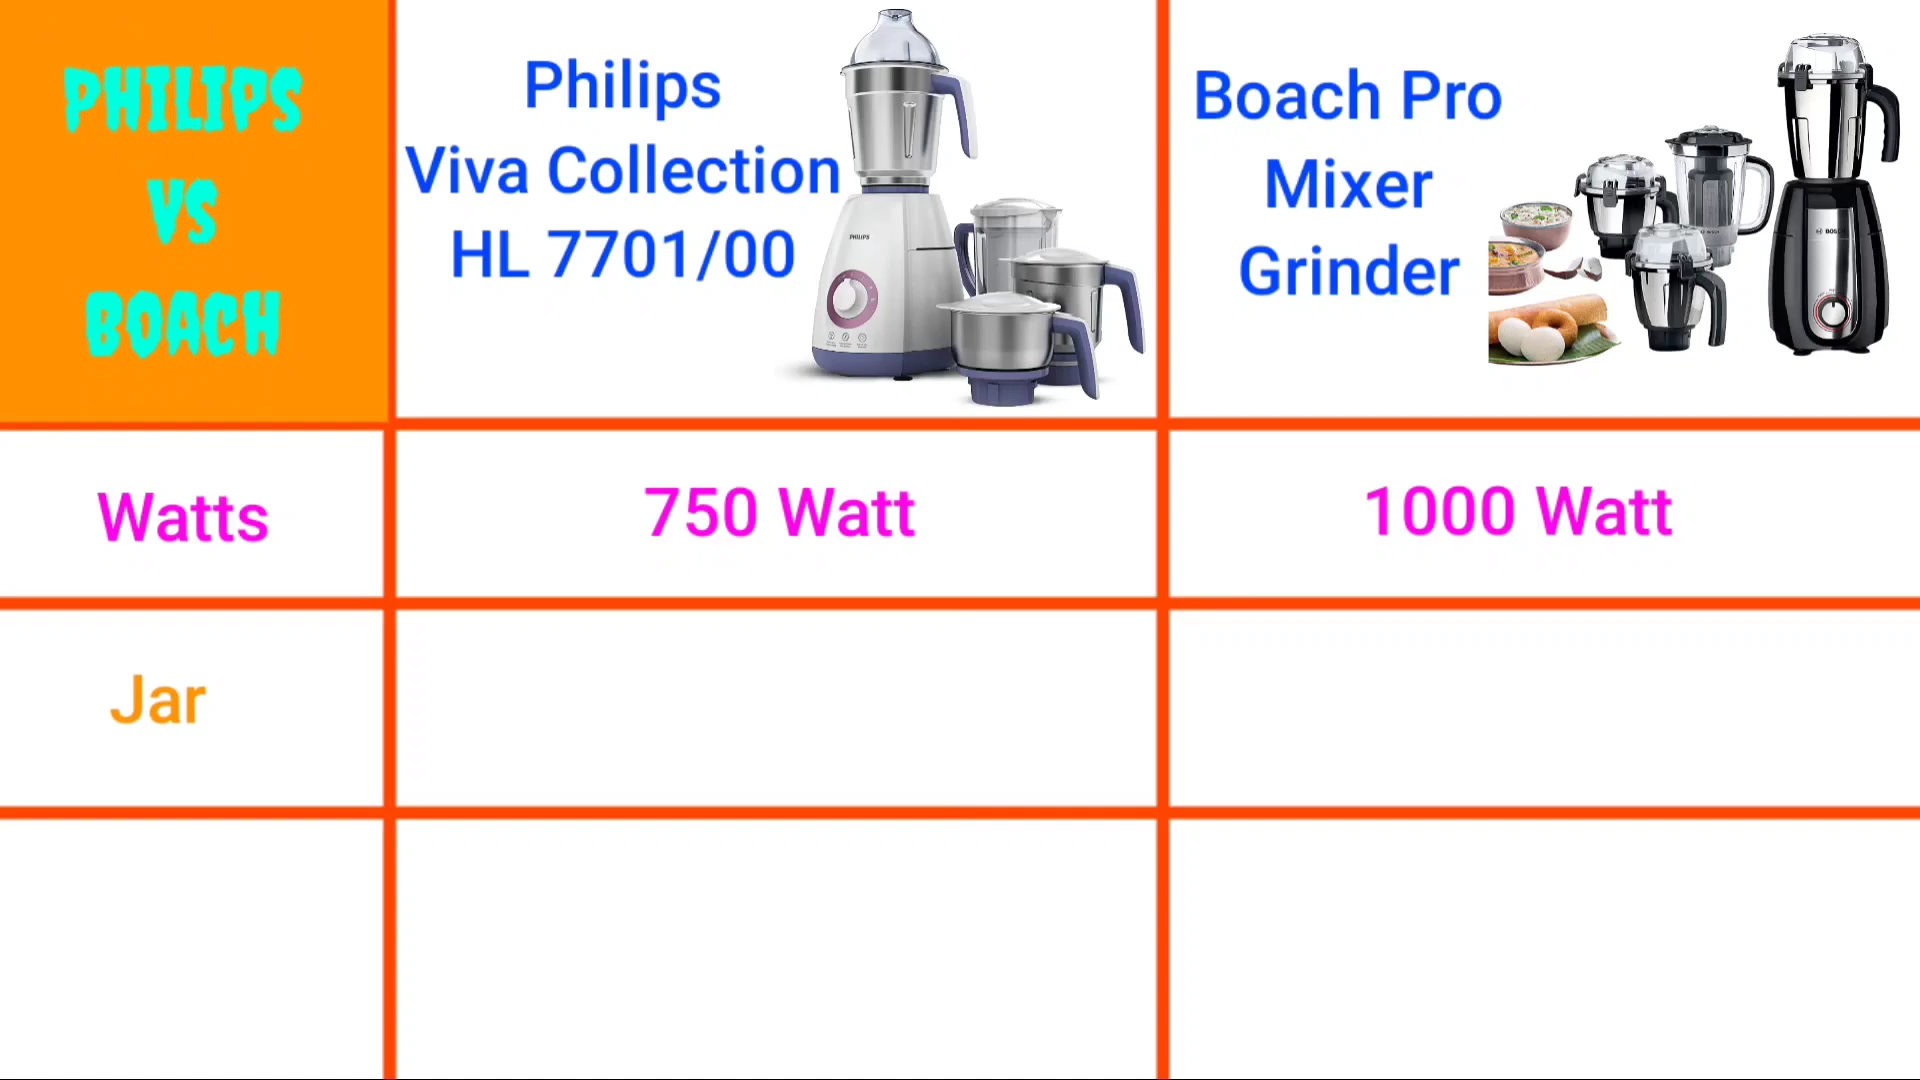 PHILIPS
VS
BOACH
Philips
Viva Collection
HL 7701/00
PHILIPS
Boach Pro
Mixer
Grinder
Watts
750 Watt
1000 Watt
Jar